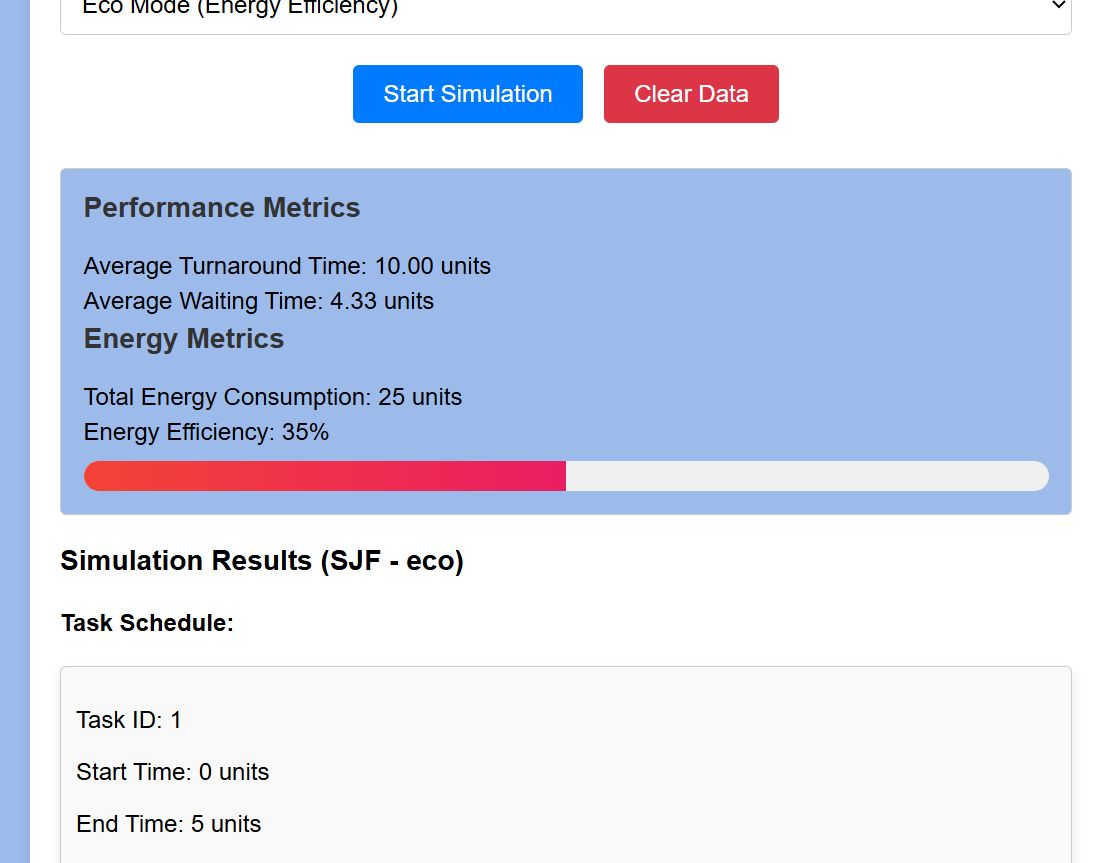 Eco Mode (Energy Efficiency)
Start Simulation
Clear Data
Performance Metrics
Average Turnaround Time: 10.00 units
Average Waiting Time: 4.33 units
Energy Metrics
Total Energy Consumption: 25 units
Energy Efficiency: 35%
Simulation Results (SJF - eco)
Task Schedule:
Task ID: 1
Start Time: 0 units
End Time: 5 units